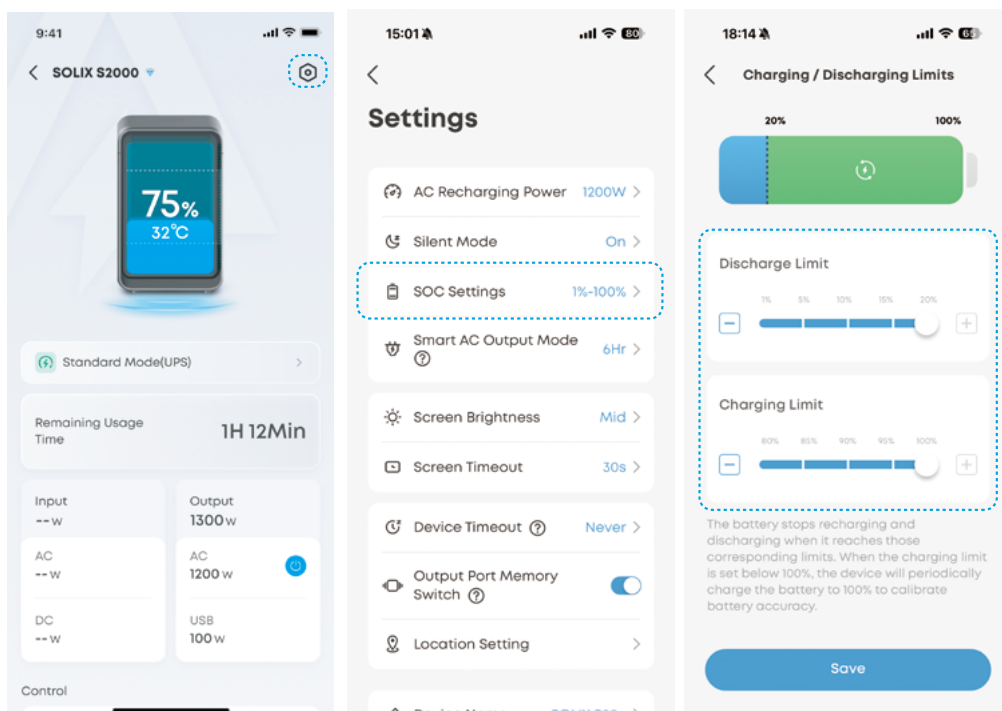 9:41
SOLIX S2000
75%
32°C
Standard Mode(UPS)
Remaining Usage
Time
1H 12Min
Input
-- w
Output
1300 w
AC
-- w
AC
1200 w
DC
-- w
USB
100 w
Control
15:01
80
Settings
AC Recharging Power 1200W
Silent Mode On
SOC Settings 1%-100%
Smart AC Output Mode
6Hr
Screen Brightness Mid
Screen Timeout 30s
Device Timeout Never
Output Port Memory
Switch
Location Setting
18:14
Charging / Discharging Limits
20% 100%
Discharge Limit
1% 5% 10% 15% 20%
Charging Limit
80% 85% 90% 95% 100%
The battery stops recharging and
discharging when it reaches those
corresponding limits. When the charging limit
is set below 100%, the device will periodically
charge the battery to 100% to calibrate
battery accuracy.
Save